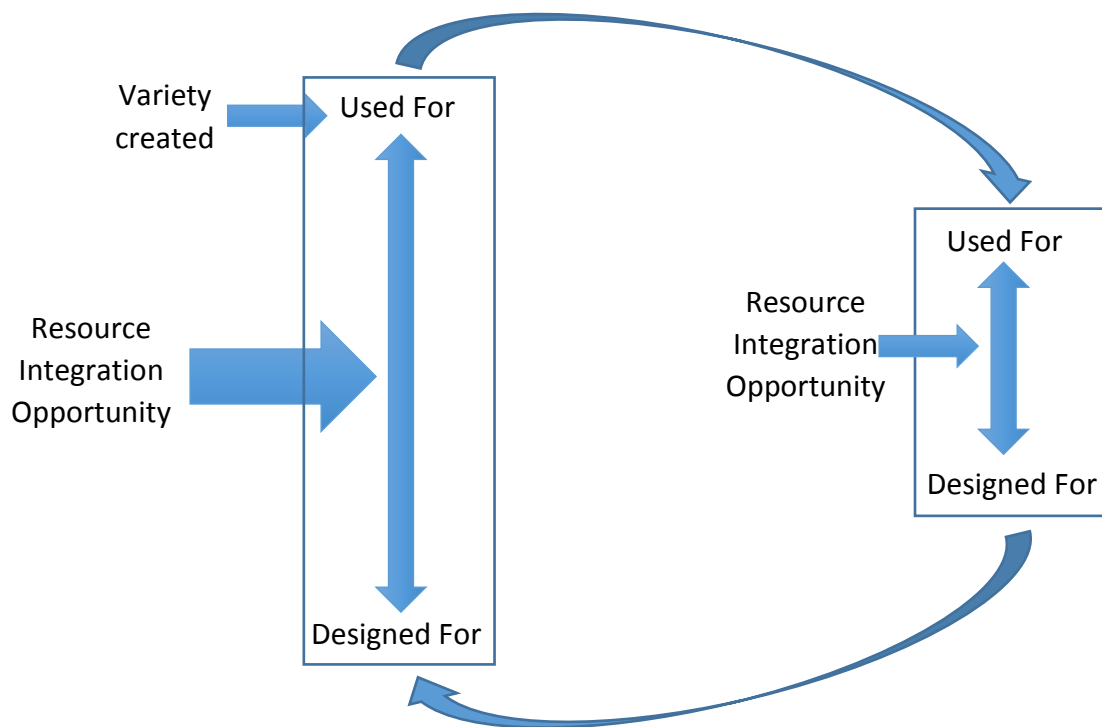 Variety
created
Used For
Resource
Integration
Opportunity
Designed For
Used For
Resource
Integration
Opportunity
Designed For